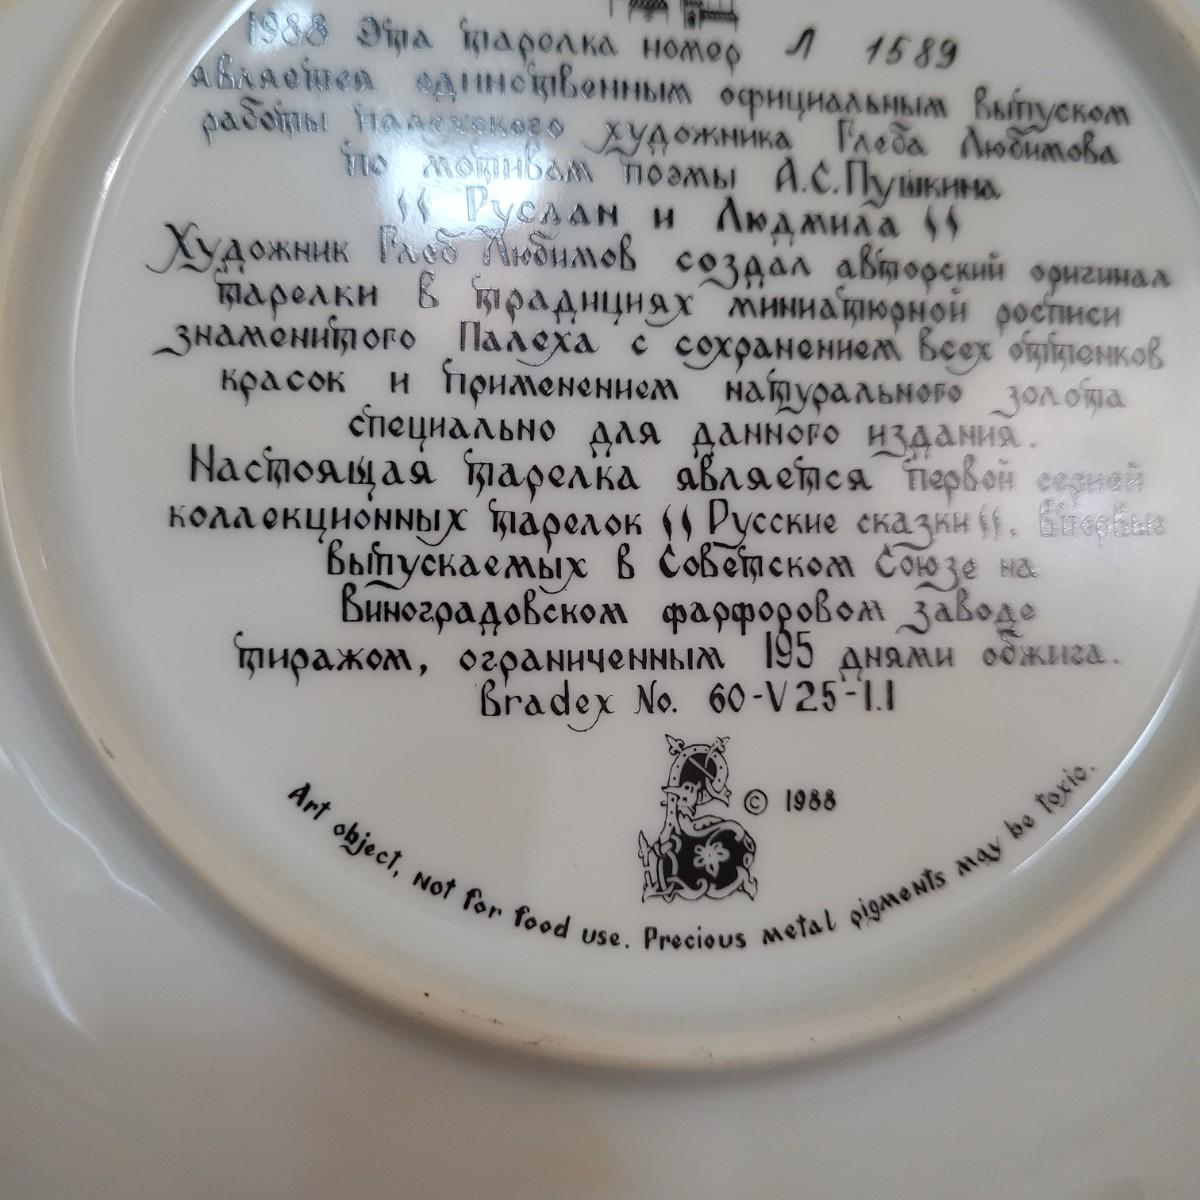 1988 Эта тарелка номер Л 1589
является единственным официальным выпуском
работы палехского художника Глеба Любимова
по мотивам поэмы А.С.Пушкина
"Руслан и Людмила"
Художник Глеб Любимов создал авторский оригинал
тарелки в традициях миниатюрной росписи
знаменитого Палеха с сохранением всех оттенков
красок и применением натурального золота
специально для данного издания.
Настоящая тарелка является первой серией
коллекционных тарелок "Русские сказки", впервые
выпускаемых в Советском Союзе на
Виноградовском фарфоровом заводе
тиражом, ограниченным 195 днями обжига.
Bradex No. 60-V25-1.1
© 1988
Art object, not for food use. Precious metal pigments may be toxic.